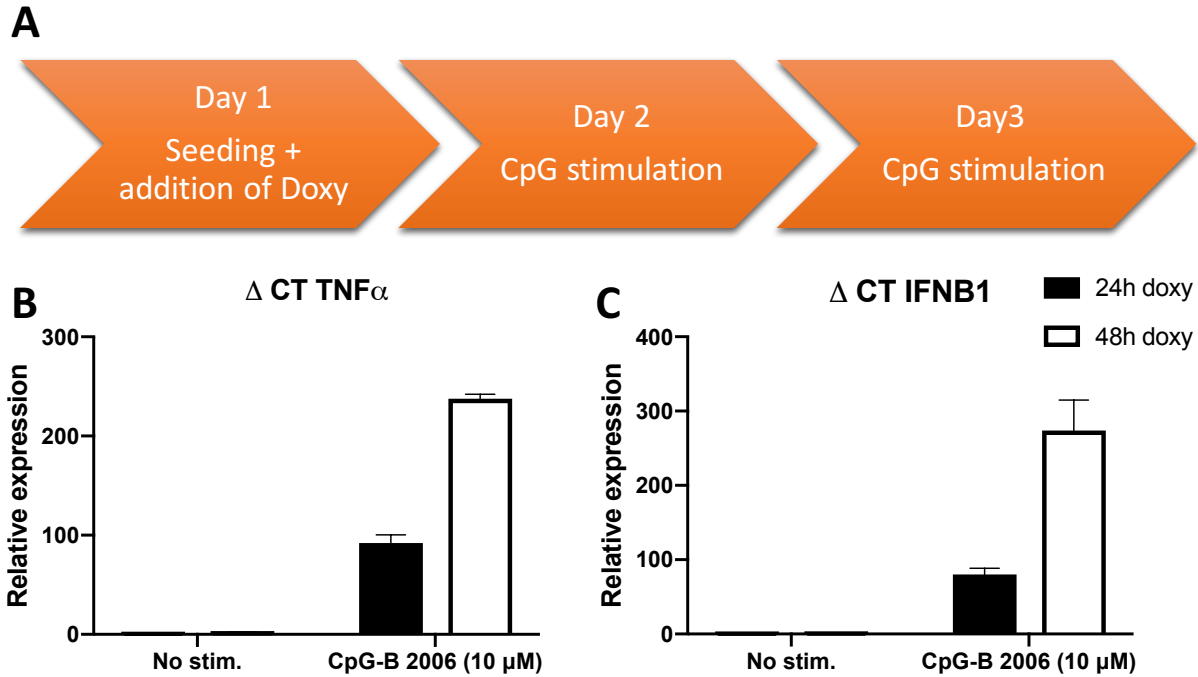 A
Day 1
Seeding +
addition of Doxy
Day 2
CpG stimulation
Day3
CpG stimulation
B
Δ CT TNFα
300
200
100
0
Relative expression
No stim.
CpG-B 2006 (10 μM)
C
Δ CT IFNB1
24h doxy
48h doxy
400
300
200
100
0
Relative expression
No stim.
CpG-B 2006 (10 μM)